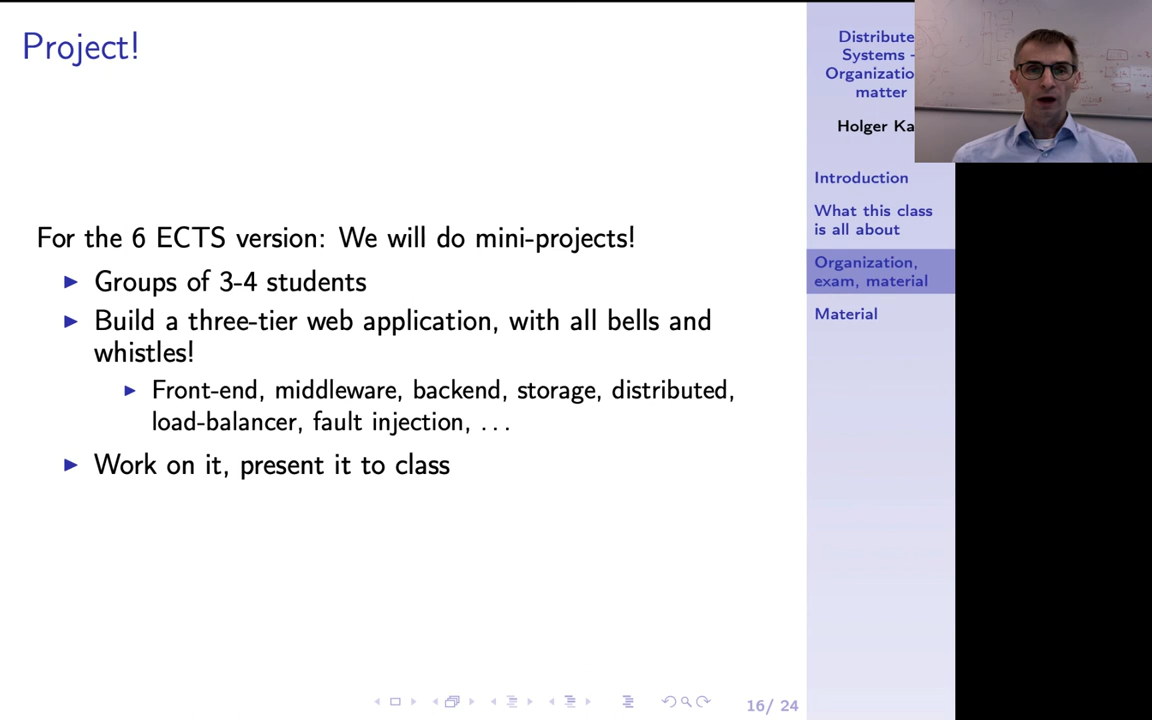 Project!
For the 6 ECTS version: We will do mini-projects!
Groups of 3-4 students
Build a three-tier web application, with all bells and
whistles!
Front-end, middleware, backend, storage, distributed,
load-balancer, fault injection, ...
Work on it, present it to class
16/ 24
Distribute
Systems -
Organizatio
matter
Holger Ka
Introduction
What this class
is all about
Organization,
exam, material
Material